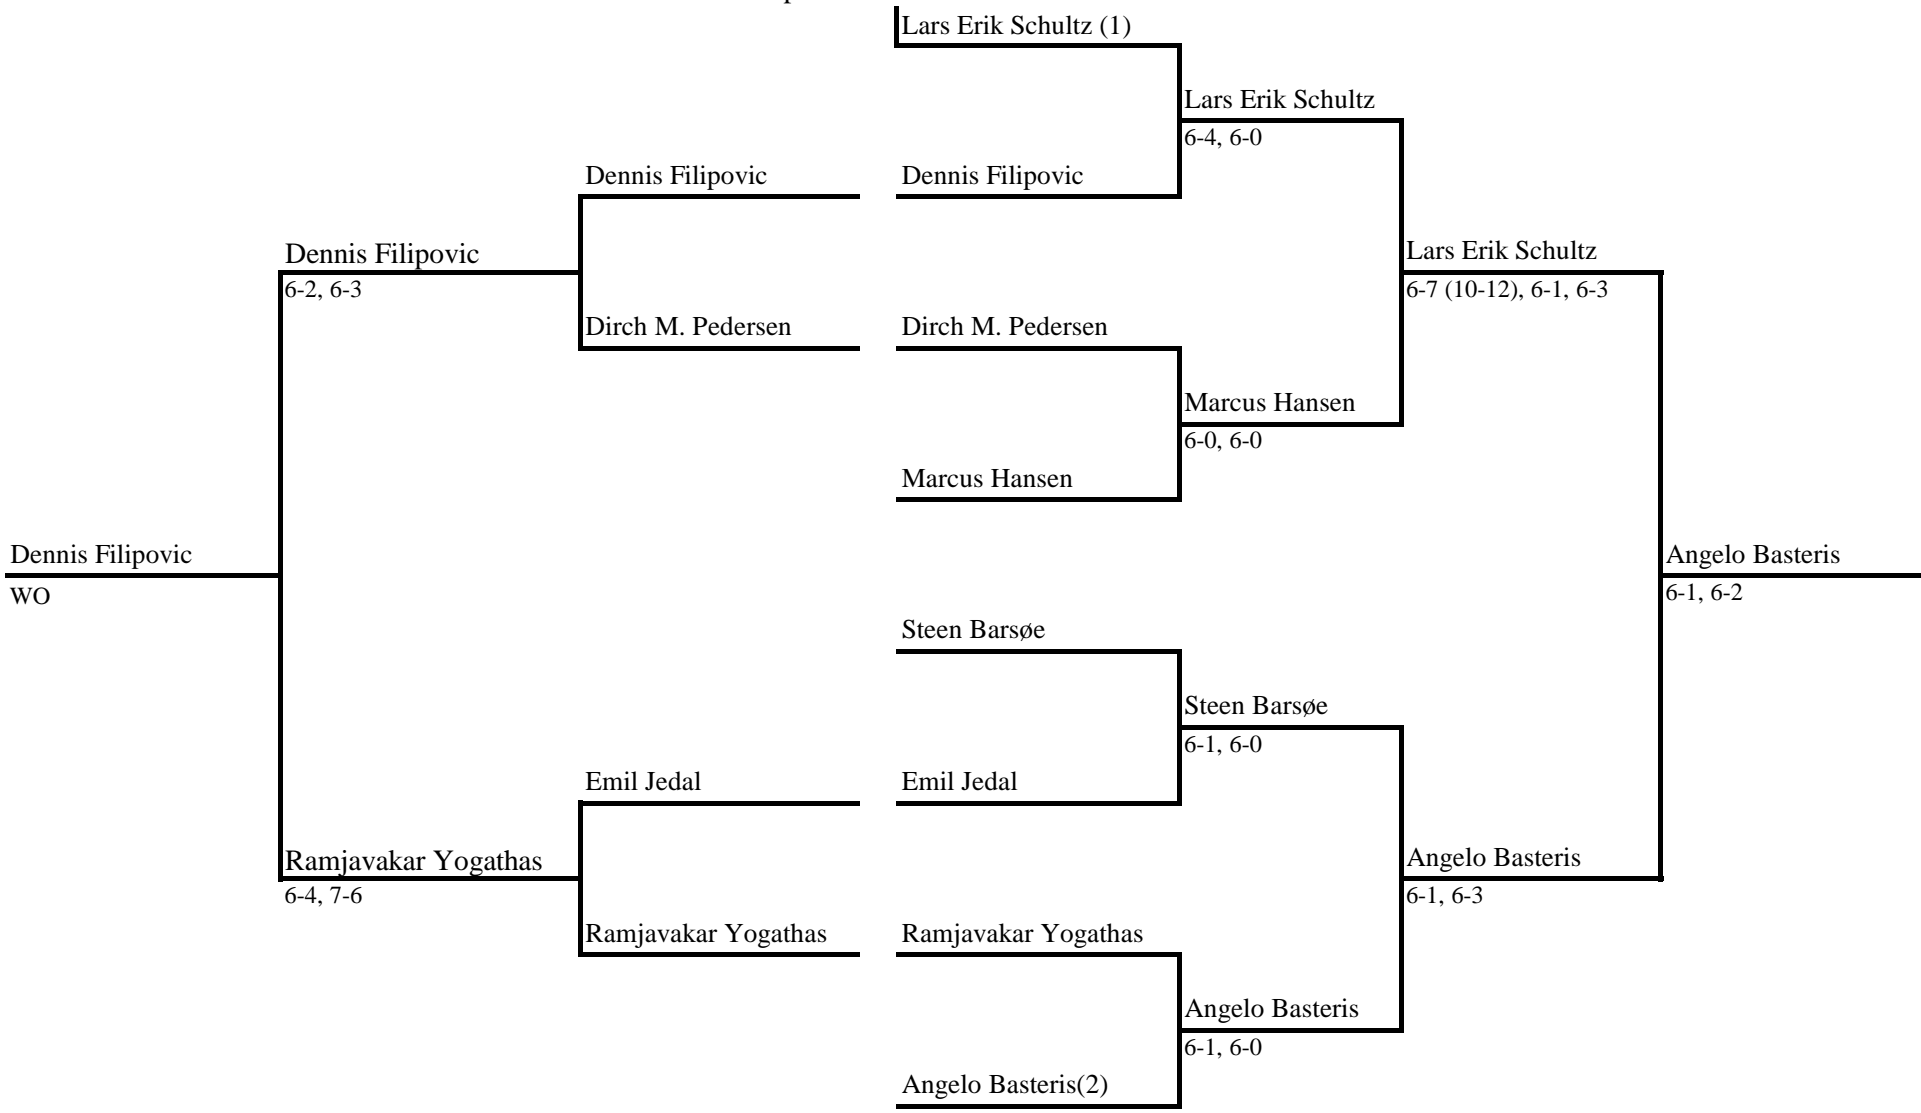 Lars Erik Schultz (1)
Lars Erik Schultz
6-4, 6-0
Dennis Filipovic
Dennis Filipovic
Dennis Filipovic
6-2, 6-3
Lars Erik Schultz
6-7 (10-12), 6-1, 6-3
Dirch M. Pedersen
Dirch M. Pedersen
Marcus Hansen
6-0, 6-0
Marcus Hansen
Dennis Filipovic
WO
Angelo Basteris
6-1, 6-2
Steen Barsøe
Steen Barsøe
6-1, 6-0
Emil Jedal
Emil Jedal
Ramjavakar Yogathas
6-4, 7-6
Angelo Basteris
6-1, 6-3
Ramjavakar Yogathas
Ramjavakar Yogathas
Angelo Basteris
6-1, 6-0
Angelo Basteris(2)